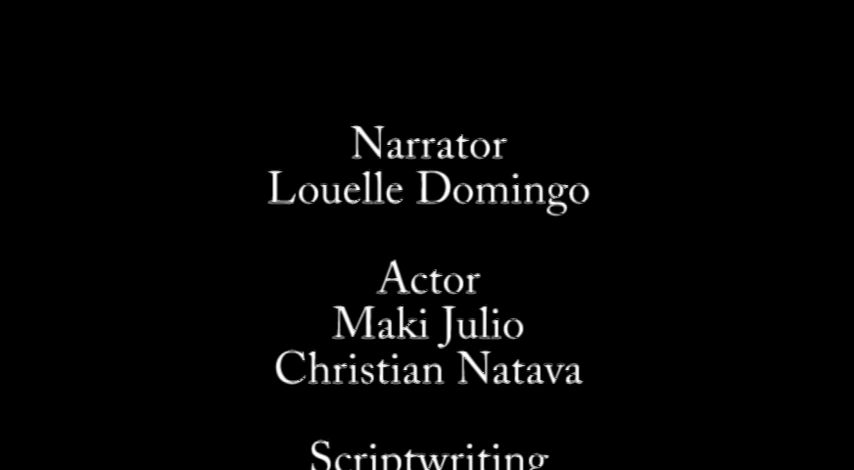 Narrator
Louelle Domingo
Actor
Maki Julio
Christian Natava
Scriptwriting